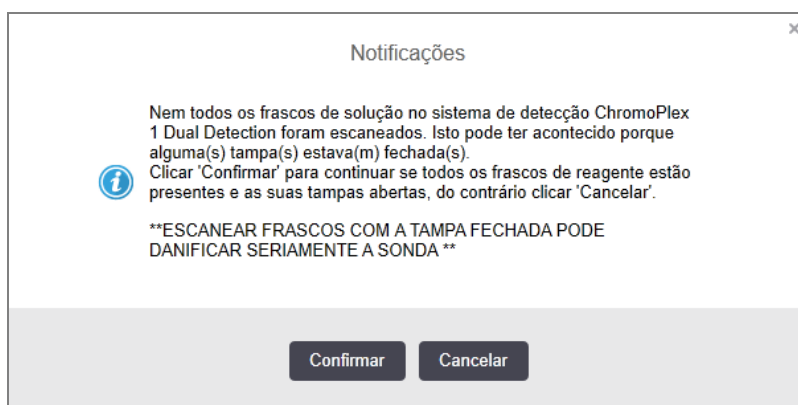 Notificações
Nem todos os frascos de solução no sistema de detecção ChromoPlex
1 Dual Detection foram escaneados. Isto pode ter acontecido porque
alguma(s) tampa(s) estava(m) fechada(s).
Clicar 'Confirmar' para continuar se todos os frascos de reagente estão
presentes e as suas tampas abertas, do contrário clicar 'Cancelar'.
**ESCANEAR FRASCOS COM A TAMPA FECHADA PODE
DANIFICAR SERIAMENTE A SONDA **
Confirmar Cancelar